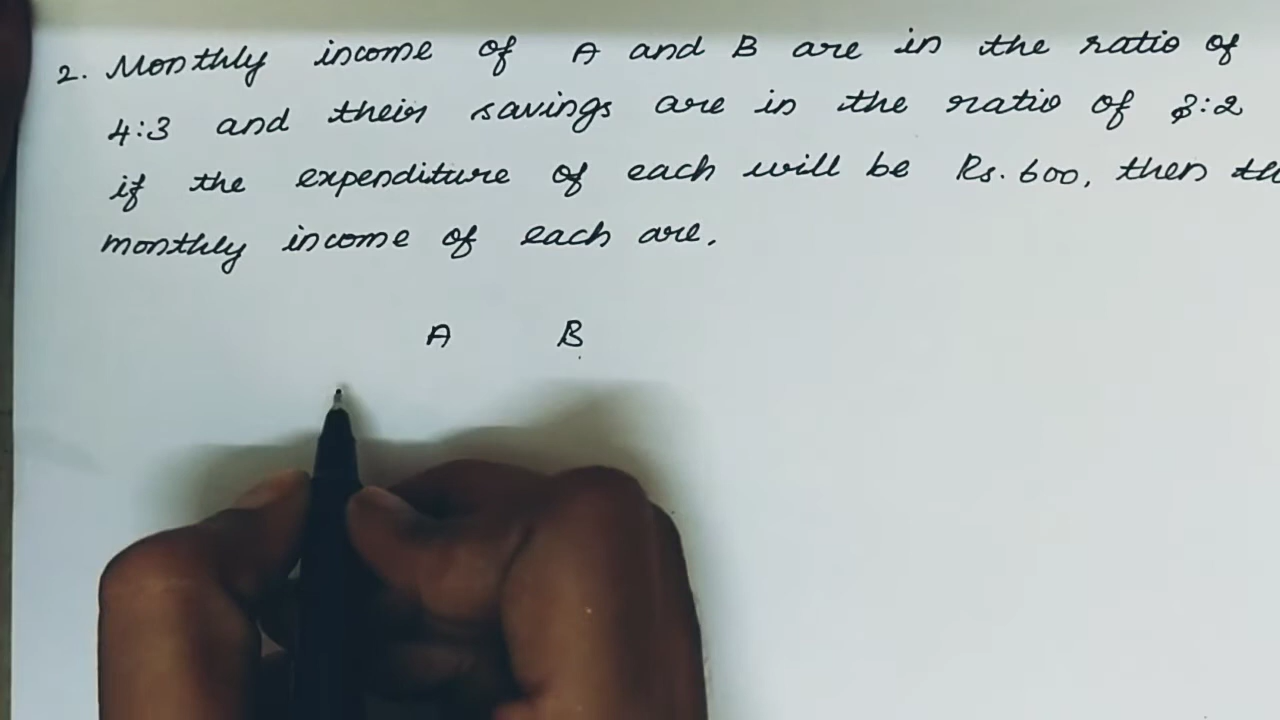 2. Monthly income of A and B are in the ratio of
4:3 and their savings are in the ratio of 3:2
if the expenditure of each will be Rs. 600, then
monthly income of each are.
A B